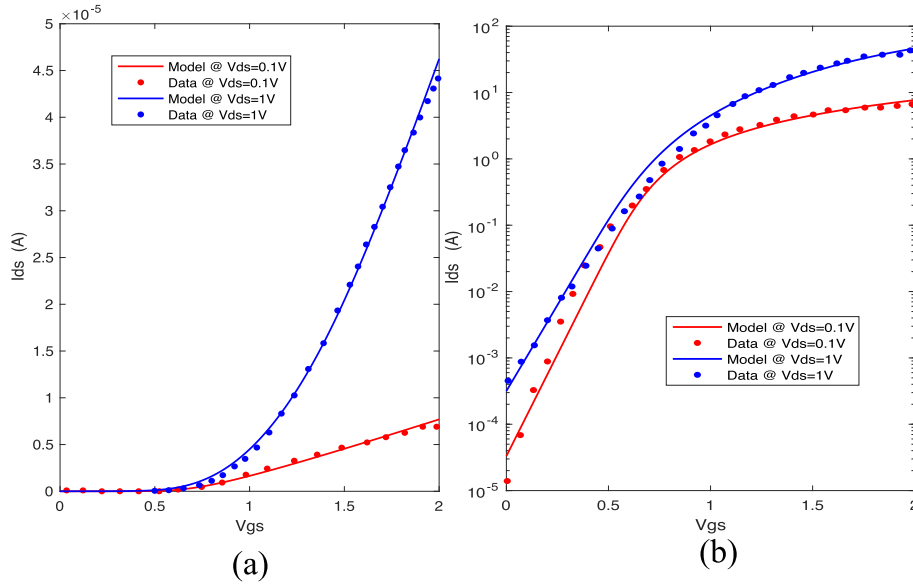 ×10⁻⁵
5
4.5
4
3.5
3
2.5
2
1.5
1
0.5
0
Ids (A)
Model @ Vds=0.1V
Data @ Vds=0.1V
Model @ Vds=1V
Data @ Vds=1V
0 0.5 1 1.5 2
Vgs
(a)
10²
10¹
10⁰
10⁻¹
10⁻²
10⁻³
10⁻⁴
10⁻⁵
Ids (A)
Model @ Vds=0.1V
Data @ Vds=0.1V
Model @ Vds=1V
Data @ Vds=1V
0 0.5 1 1.5 2
Vgs
(b)